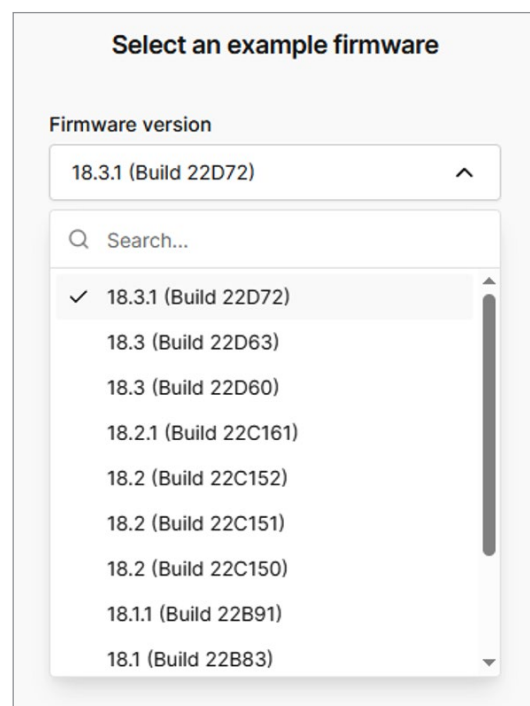 Select an example firmware
Firmware version
18.3.1 (Build 22D72)
Search...
18.3.1 (Build 22D72)
18.3 (Build 22D63)
18.3 (Build 22D60)
18.2.1 (Build 22C161)
18.2 (Build 22C152)
18.2 (Build 22C151)
18.2 (Build 22C150)
18.1.1 (Build 22B91)
18.1 (Build 22B83)